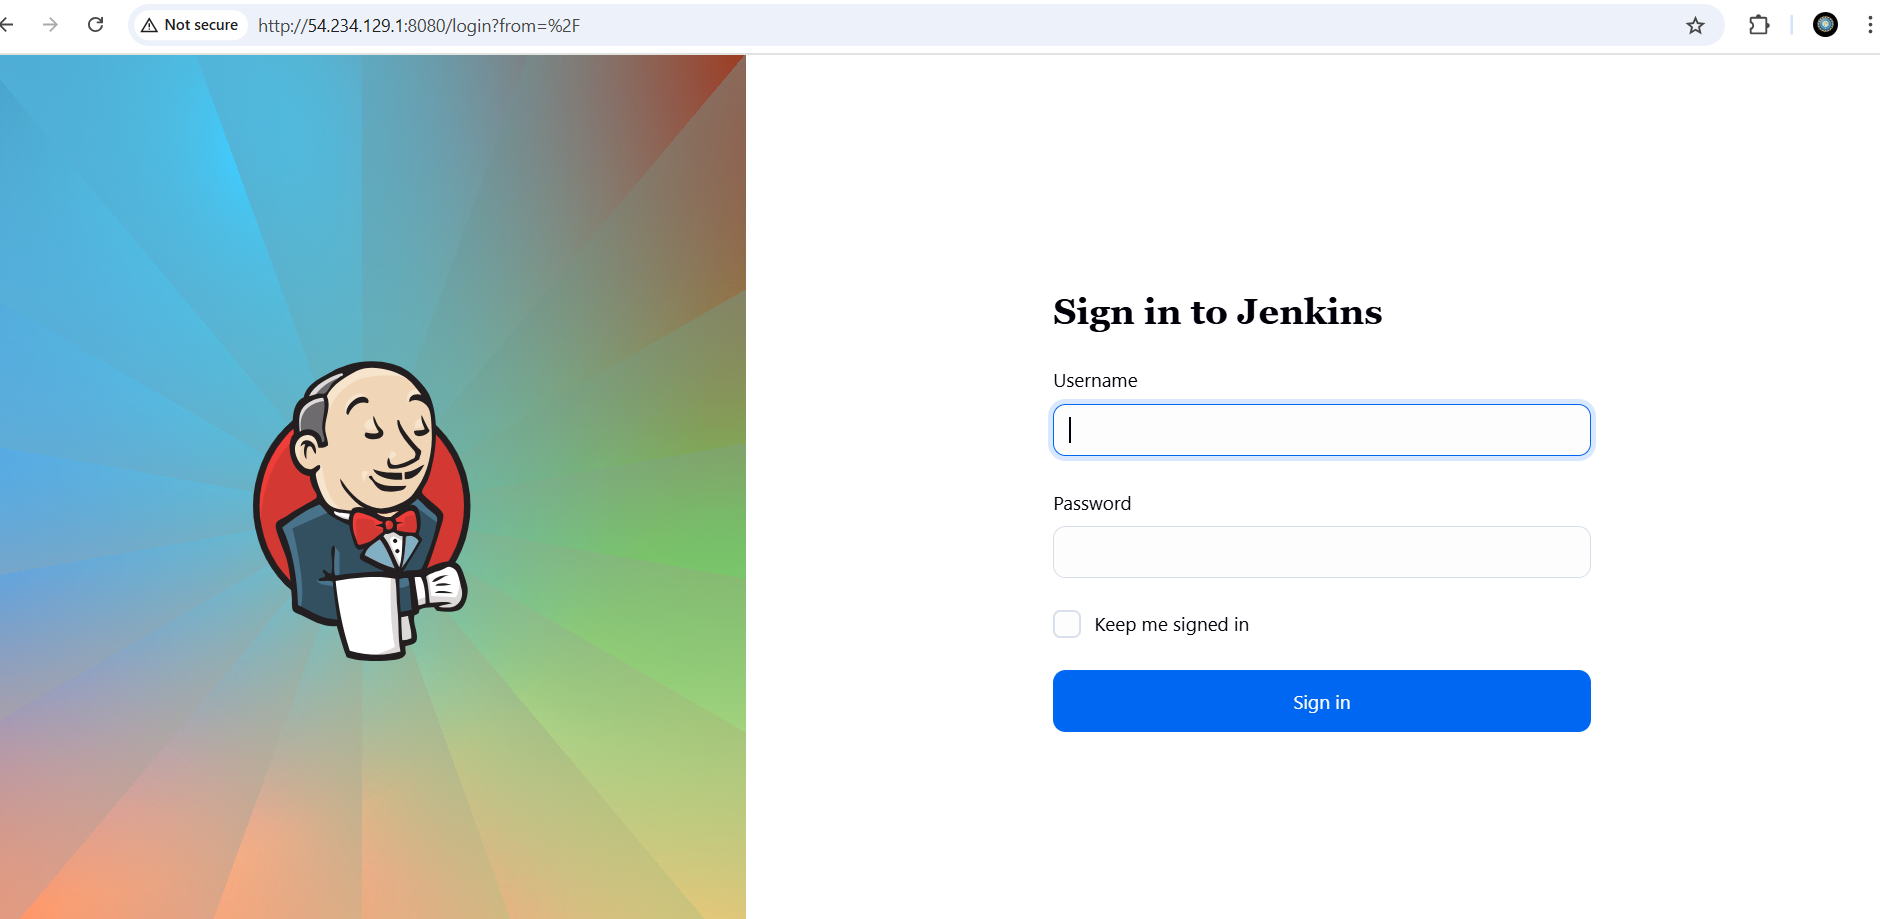 Not secure
http://54.234.129.1:8080/login?from=%2F
Sign in to Jenkins
Username
Password
Keep me signed in
Sign in